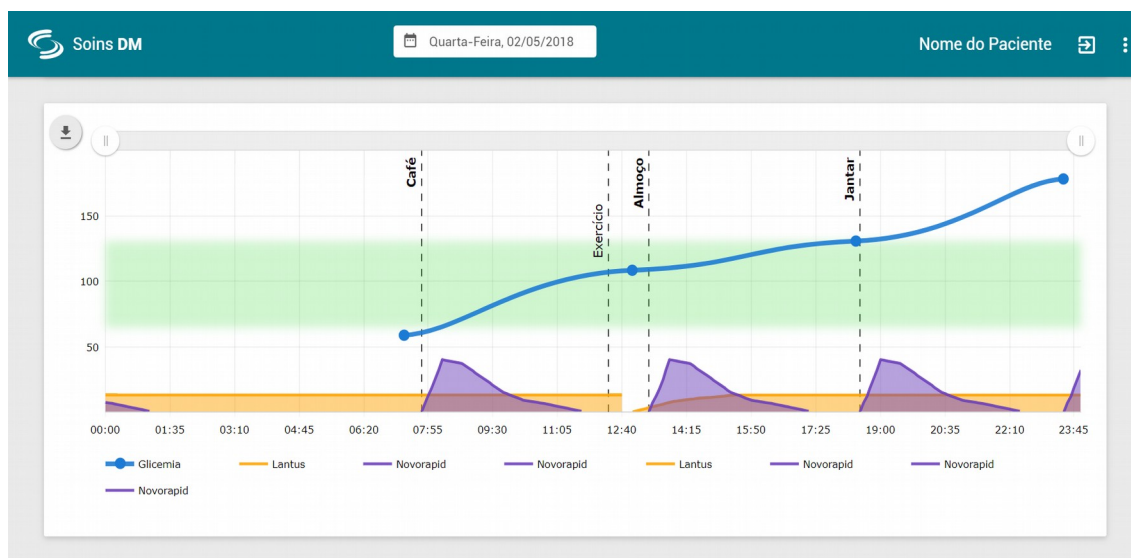 Soins DM
Quarta-Feira, 02/05/2018
Nome do Paciente
Café
Exercício
Almoço
Jantar
150
100
50
00:00 01:35 03:10 04:45 06:20 07:55 09:30 11:05 12:40 14:15 15:50 17:25 19:00 20:35 22:10 23:45
Glicemia Lantus Novorapid Novorapid Lantus Novorapid Novorapid
Novorapid